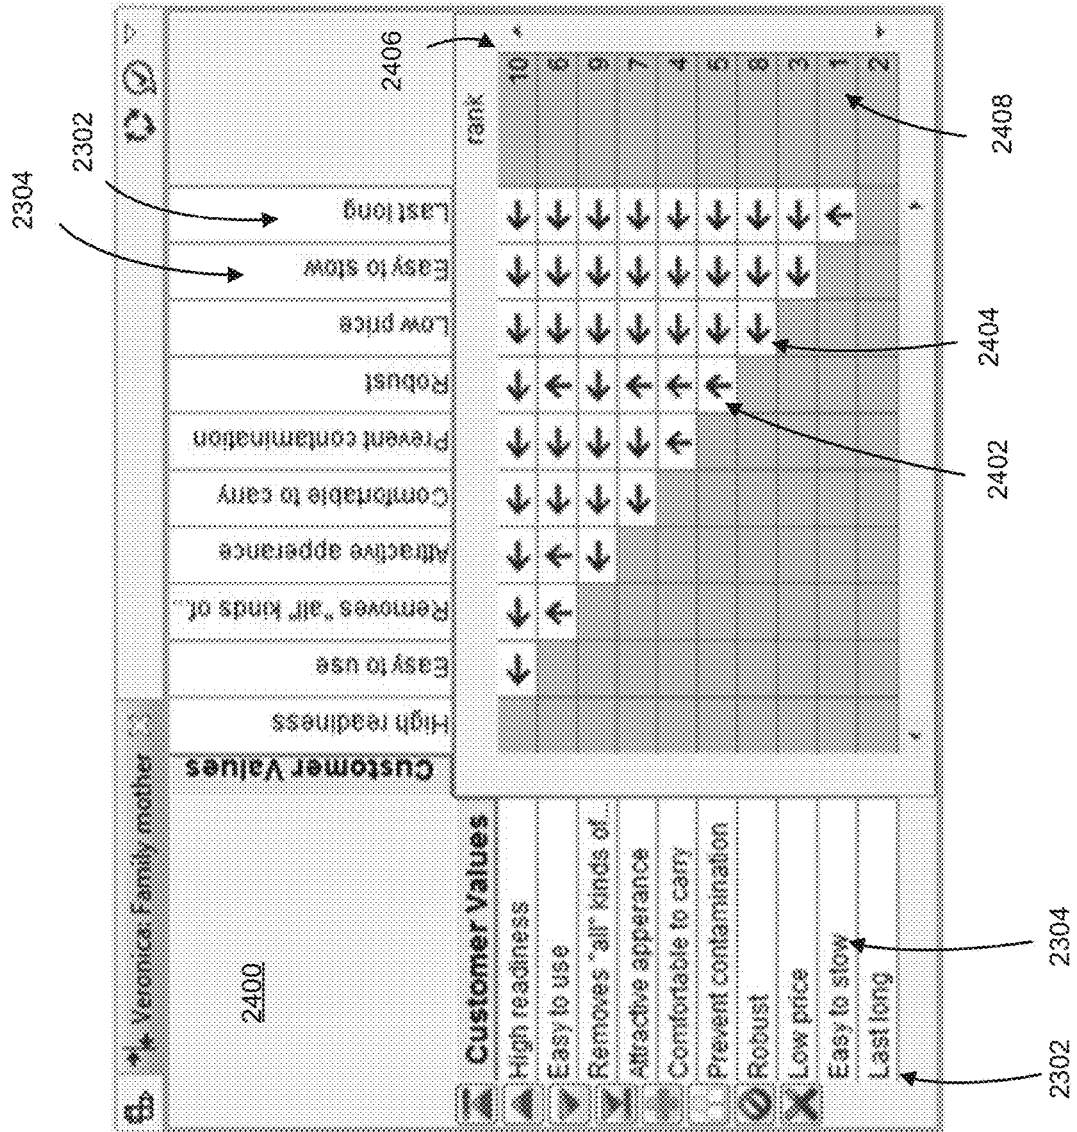 2304
2302
2406
Veronica: Family mother
2400
Customer Values
High readiness
Easy to use
Removes "all" kinds of...
Attractive apperance
Comfortable to carry
Prevent contamination
Robust
Low price
Easy to stow
Last long
rank
Customer Values
High readiness
Easy to use
Removes "all" kinds of...
Attractive apperance
Comfortable to carry
Prevent contamination
Robust
Low price
Easy to stow
Last long
10
6
9
7
4
5
8
3
1
2
2302
2304
2402
2404
2408